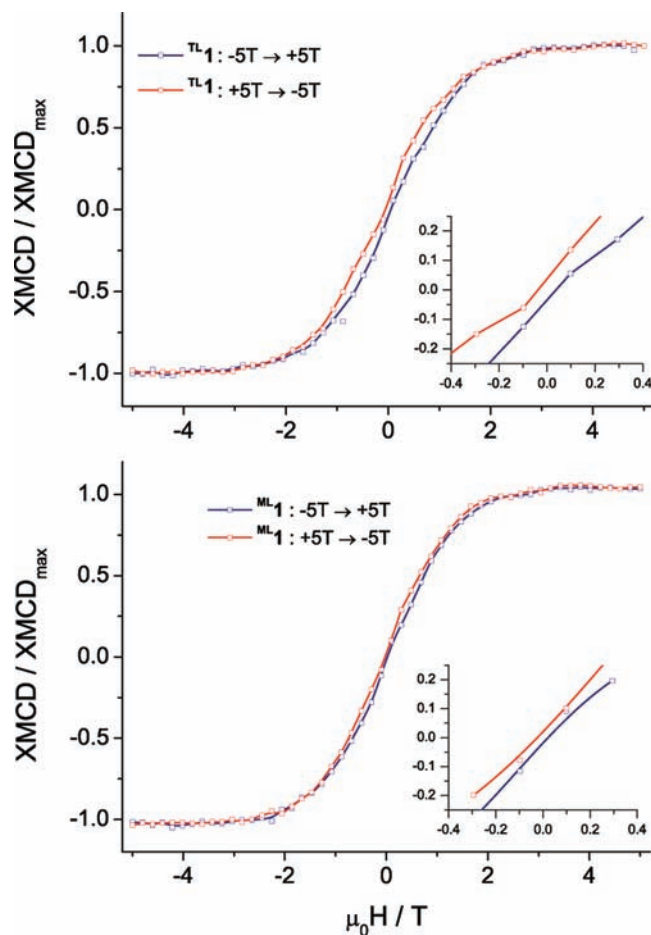 1.0
0.5
0.0
-0.5
-1.0
XMCD / XMCDmax
TL1 : -5T → +5T
TL1 : +5T → -5T
0.2
0.1
0.0
-0.1
-0.2
-0.4 -0.2 0.0 0.2 0.4
-4 -2 0 2 4
1.0
0.5
0.0
-0.5
-1.0
XMCD / XMCDmax
ML1 : -5T → +5T
ML1 : +5T → -5T
0.2
0.1
0.0
-0.1
-0.2
-0.4 -0.2 0.0 0.2 0.4
-4 -2 0 2 4
μ0H / T